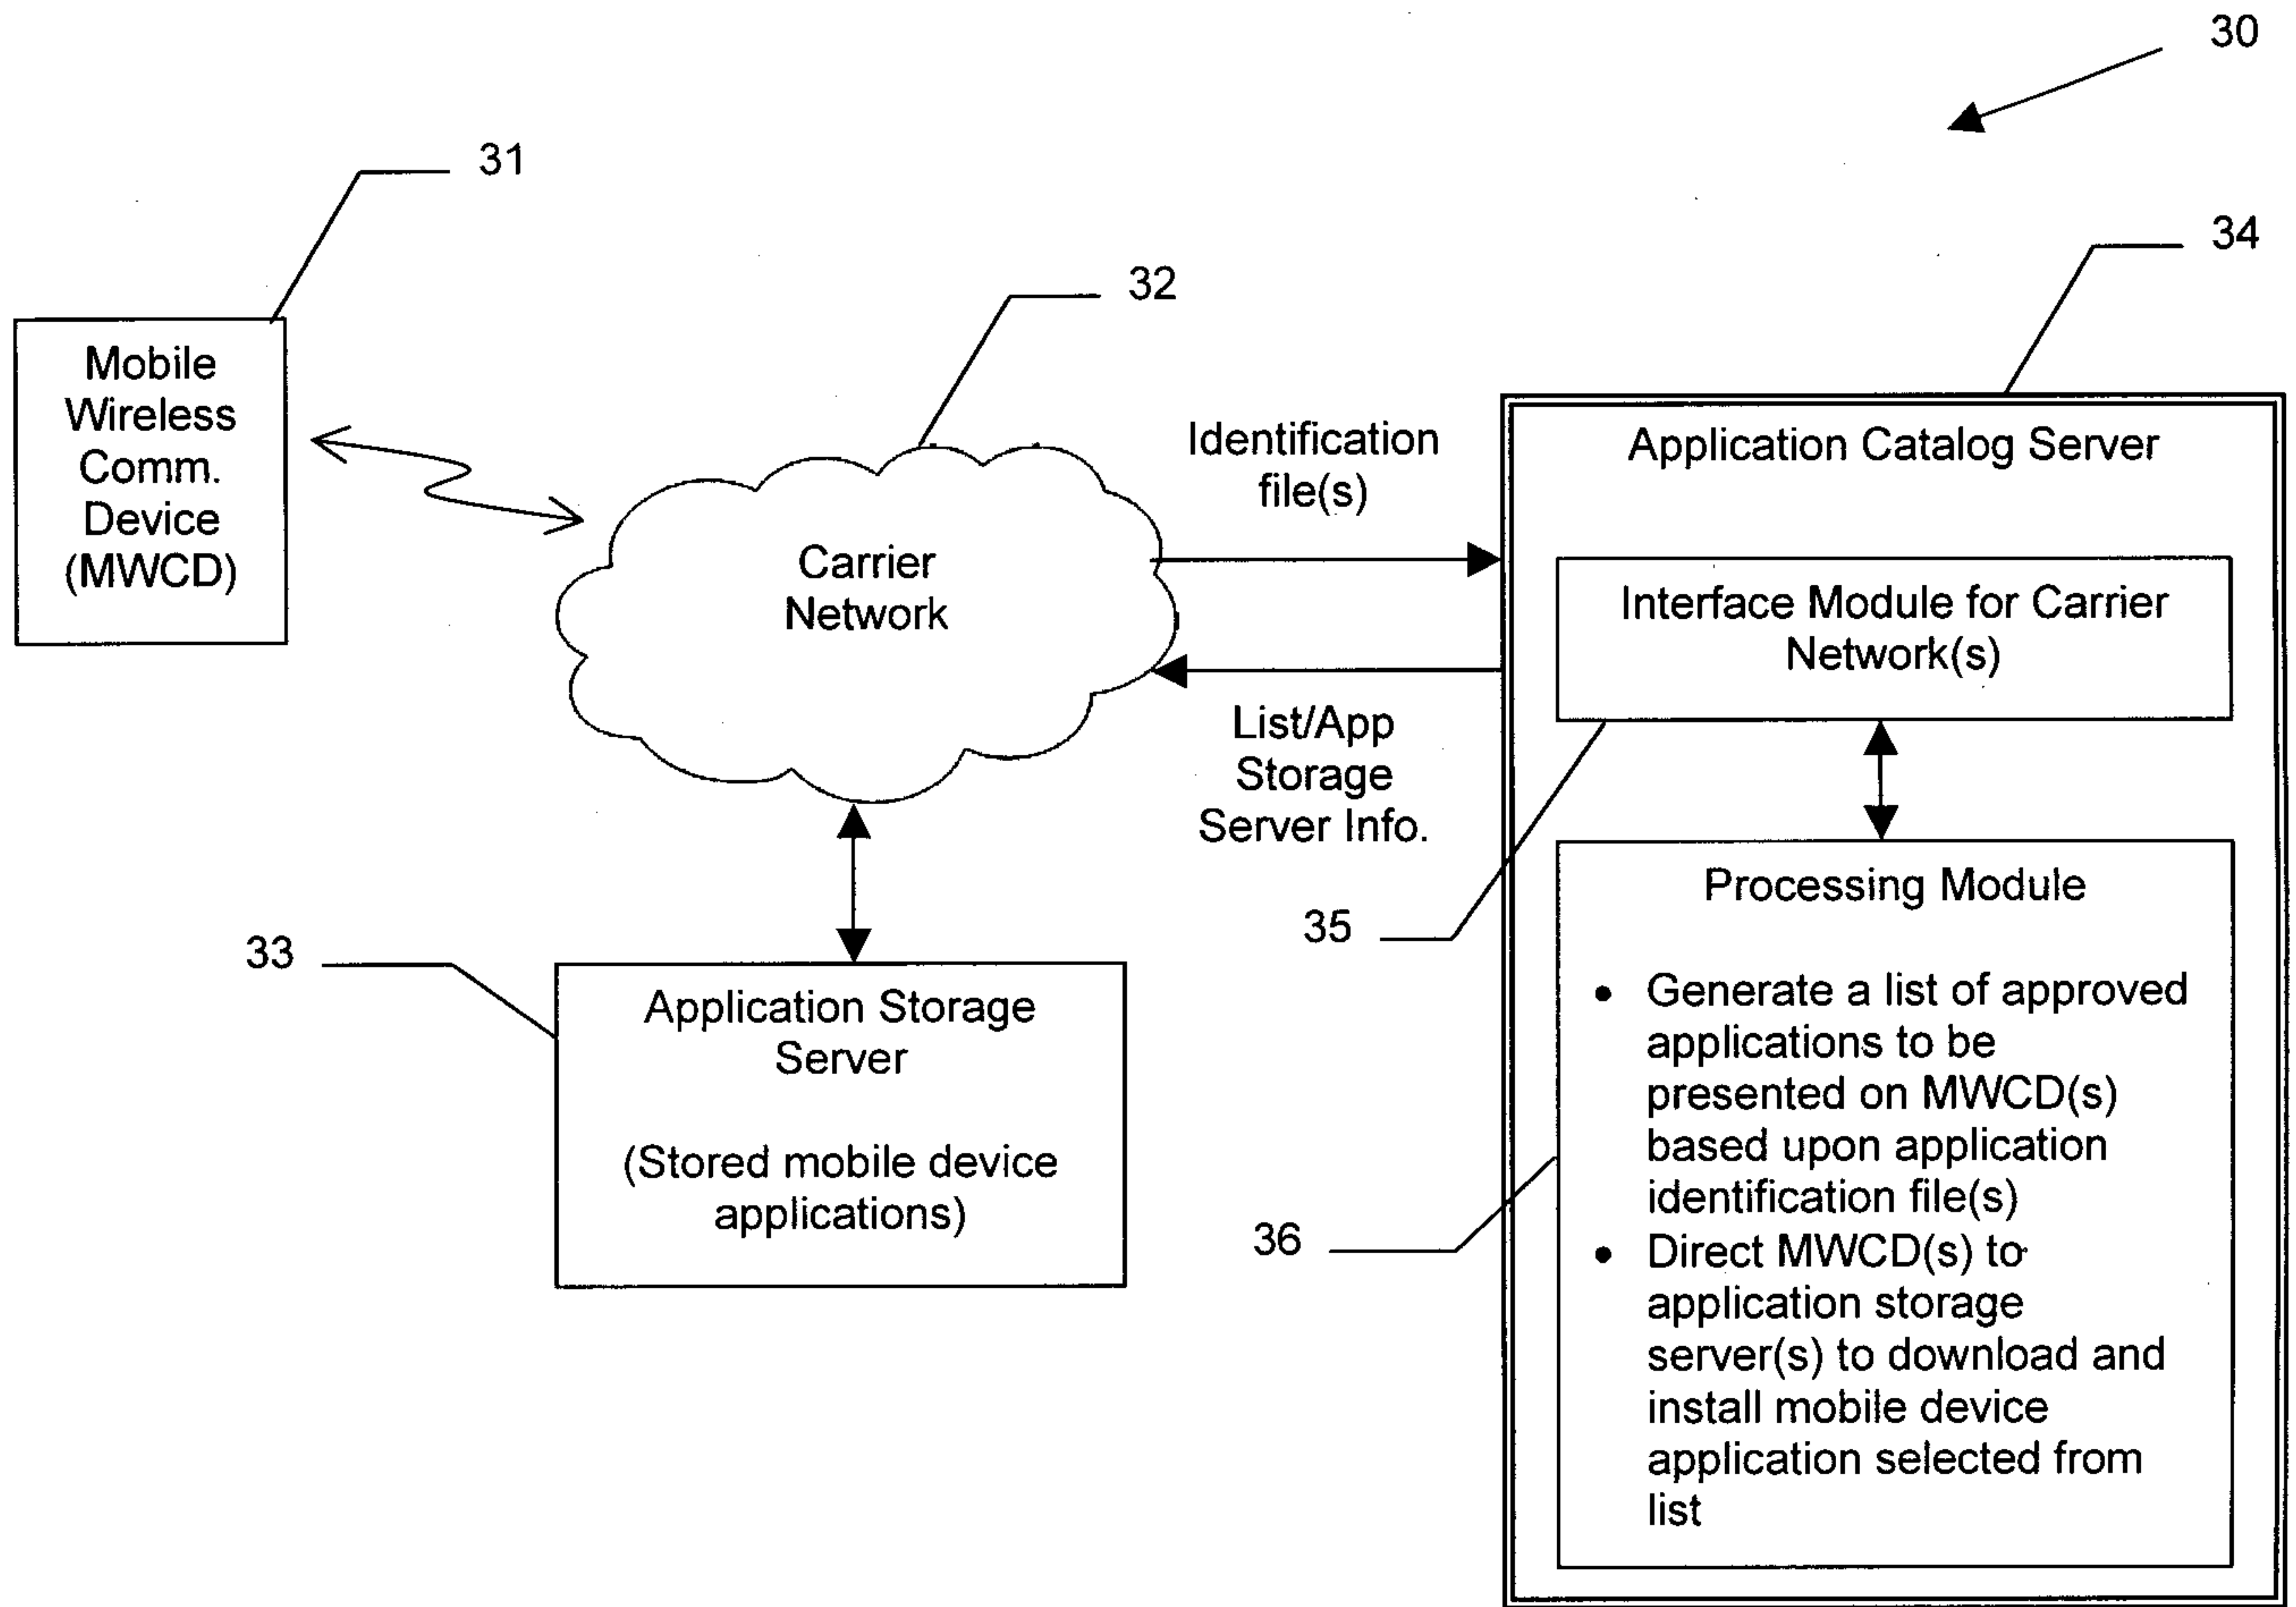 30
31
32
34
Mobile
Wireless
Comm.
Device
(MWCD)
Carrier
Network
Identification
file(s)
List/App
Storage
Server Info.
Application Catalog Server
Interface Module for Carrier
Network(s)
35
33
Application Storage
Server
(Stored mobile device
applications)
36
Processing Module
• Generate a list of approved
applications to be
presented on MWCD(s)
based upon application
identification file(s)
• Direct MWCD(s) to
application storage
server(s) to download and
install mobile device
application selected from
list